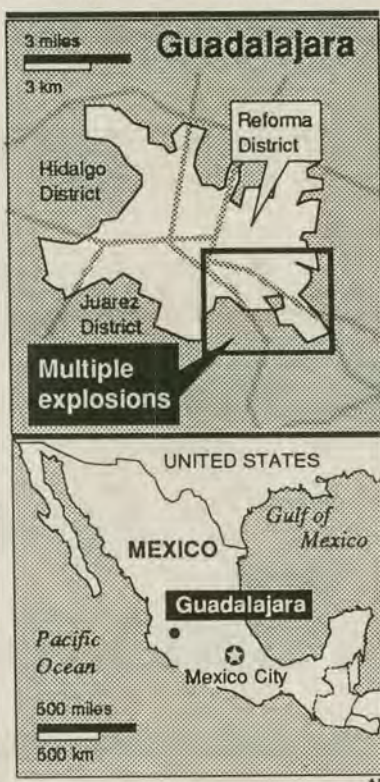 Guadalajara
3 miles
3 km
Reforma
District
Hidalgo
District
Juarez
District
Multiple
explosions
UNITED STATES
Gulf of
Mexico
MEXICO
Guadalajara
Pacific
Ocean
Mexico City
500 miles
500 km